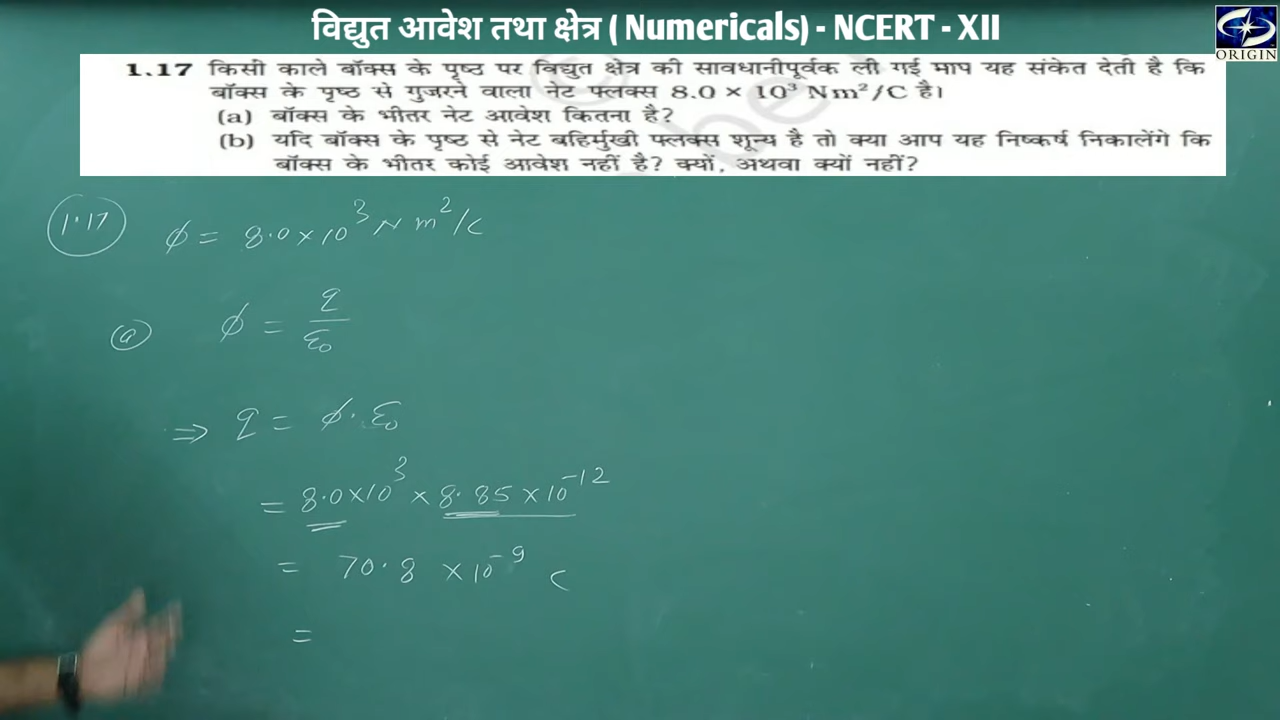 विद्युत आवेश तथा क्षेत्र ( Numericals) - NCERT - XII
ORIGIN
1.17 किसी काले बॉक्स के पृष्ठ पर विद्युत क्षेत्र की सावधानीपूर्वक ली गई माप यह संकेत देती है कि
बॉक्स के पृष्ठ से गुजरने वाला नेट फ्लक्स 8.0 × 10³ Nm²/C है।
(a) बॉक्स के भीतर नेट आवेश कितना है?
(b) यदि बॉक्स के पृष्ठ से नेट बहिर्मुखी फ्लक्स शून्य है तो क्या आप यह निष्कर्ष निकालेंगे कि
बॉक्स के भीतर कोई आवेश नहीं है? क्यों, अथवा क्यों नहीं?
1.17 ϕ = 8.0 × 10³ N m²/C
(a) ϕ = q/ε₀
⇒ q = ϕ · ε₀
= 8.0 × 10³ × 8.85 × 10⁻¹²
= 70.8 × 10⁻⁹ C
=